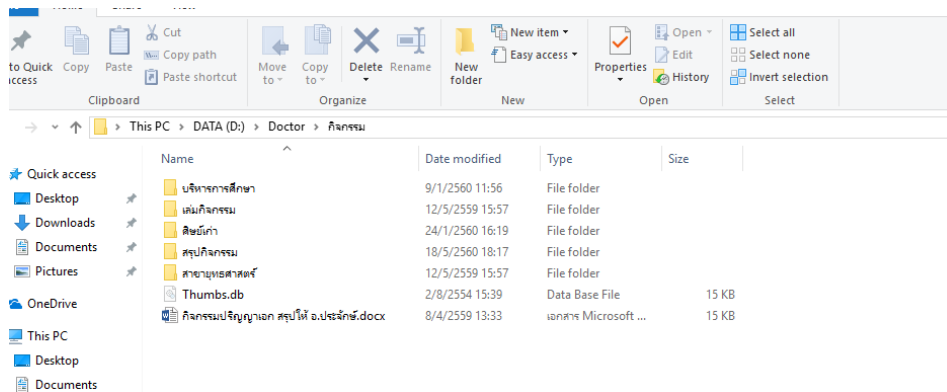 Cut
Copy path
Paste shortcut
to Quick
Copy
Paste
Clipboard
Move to
Copy to
Delete
Rename
Organize
New folder
New item
Easy access
New
Properties
Open
Edit
History
Open
Select all
Select none
Invert selection
Select
This PC > DATA (D:) > Doctor > กิจกรรม
Name Date modified Type Size
Quick access
Desktop
Downloads
Documents
Pictures
OneDrive
This PC
Desktop
Documents
บริหารการศึกษา 9/1/2560 11:56 File folder
เล่มกิจกรรม 12/5/2559 15:57 File folder
ศิษย์เก่า 24/1/2560 16:19 File folder
สรุปกิจกรรม 18/5/2560 18:17 File folder
สายายุทธศาสตร์ 12/5/2559 15:57 File folder
Thumbs.db 2/8/2554 15:39 Data Base File 15 KB
กิจกรรมปริญญาเอก สรุปให้ อ.ประจักษ์.docx 8/4/2559 13:33 เอกสาร Microsoft ... 15 KB